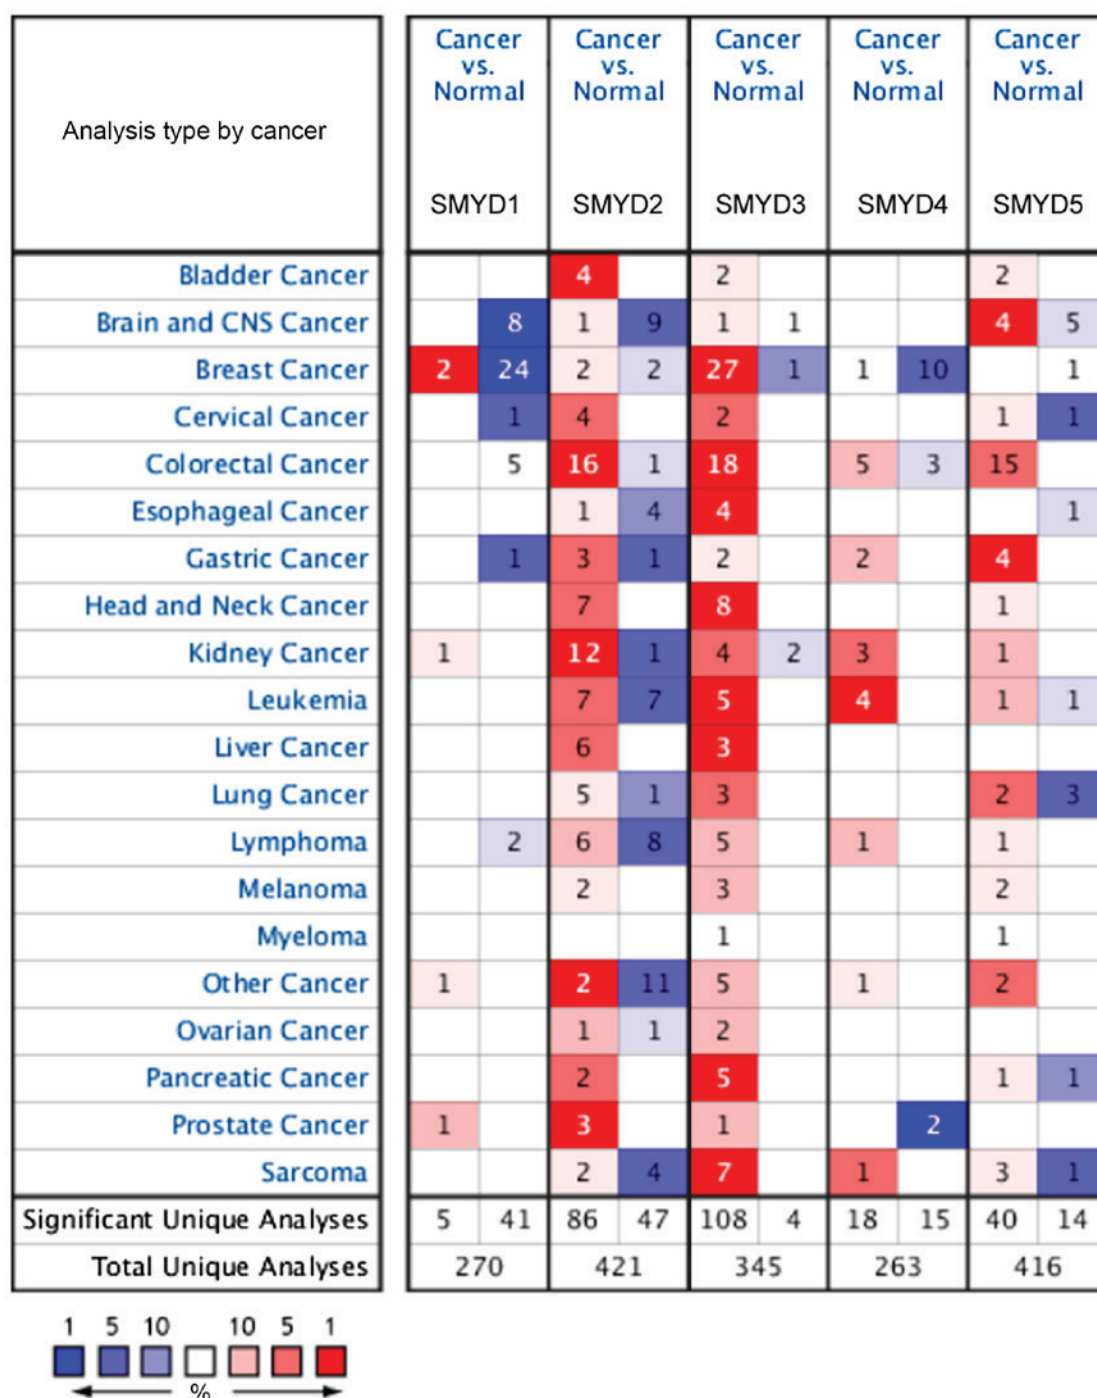 Analysis type by cancer
Cancer vs. Normal Cancer vs. Normal Cancer vs. Normal Cancer vs. Normal Cancer vs. Normal
SMYD1 SMYD2 SMYD3 SMYD4 SMYD5
Bladder Cancer 4 2 2
Brain and CNS Cancer 8 1 9 1 1 4 5
Breast Cancer 2 24 2 2 27 1 1 10 1
Cervical Cancer 1 4 2 1 1
Colorectal Cancer 5 16 1 18 5 3 15
Esophageal Cancer 1 4 4 1
Gastric Cancer 1 3 1 2 2 4
Head and Neck Cancer 7 8 1
Kidney Cancer 1 12 1 4 2 3 1
Leukemia 7 7 5 4 1 1
Liver Cancer 6 3
Lung Cancer 5 1 3 2 3
Lymphoma 2 6 8 5 1 1
Melanoma 2 3 2
Myeloma 1 1
Other Cancer 1 2 11 5 1 2
Ovarian Cancer 1 1 2
Pancreatic Cancer 2 5 1 1
Prostate Cancer 1 3 1 2
Sarcoma 2 4 7 1 3 1
Significant Unique Analyses 5 41 86 47 108 4 18 15 40 14
Total Unique Analyses 270 421 345 263 416
1 5 10 10 5 1
%